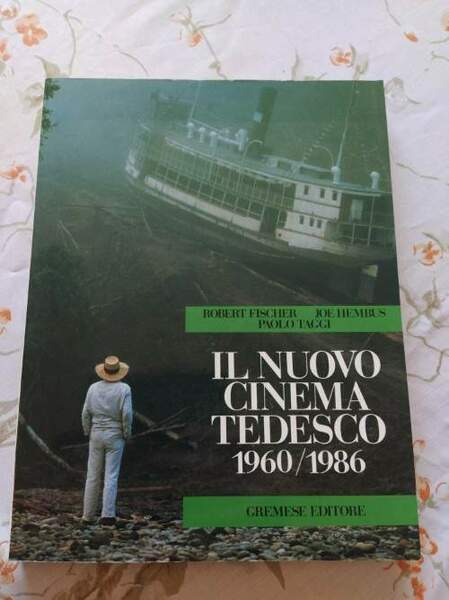 ROBERT FISCHER JOE HEMBUS
PAOLO TAGGI
IL NUOVO
CINEMA
TEDESCO
1960/1986
GREMESE EDITORE